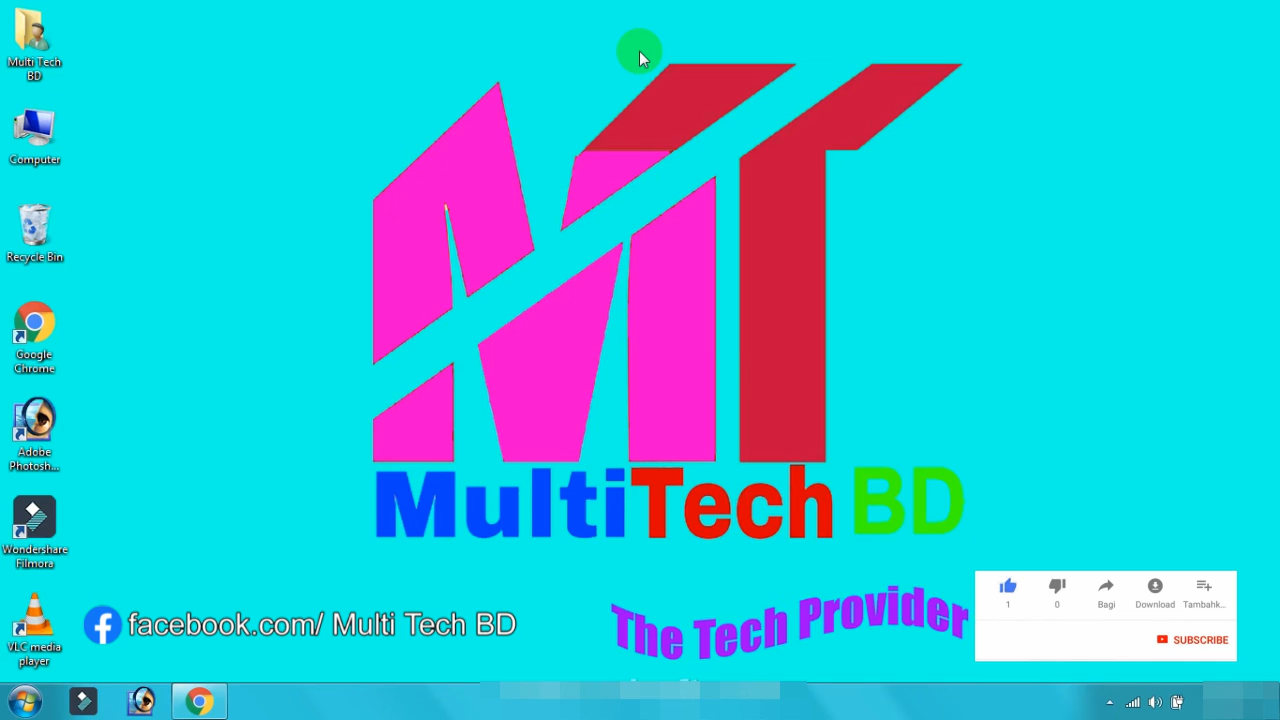 Multi Tech
BD
Computer
Recycle Bin
Google
Chrome
Adobe
Photosh...
Wondershare
Filmora
VLC media
player
MT
MultiTech BD
The Tech Provider
facebook.com/ Multi Tech BD
1
0
Bagi
Download
Tambahk...
SUBSCRIBE